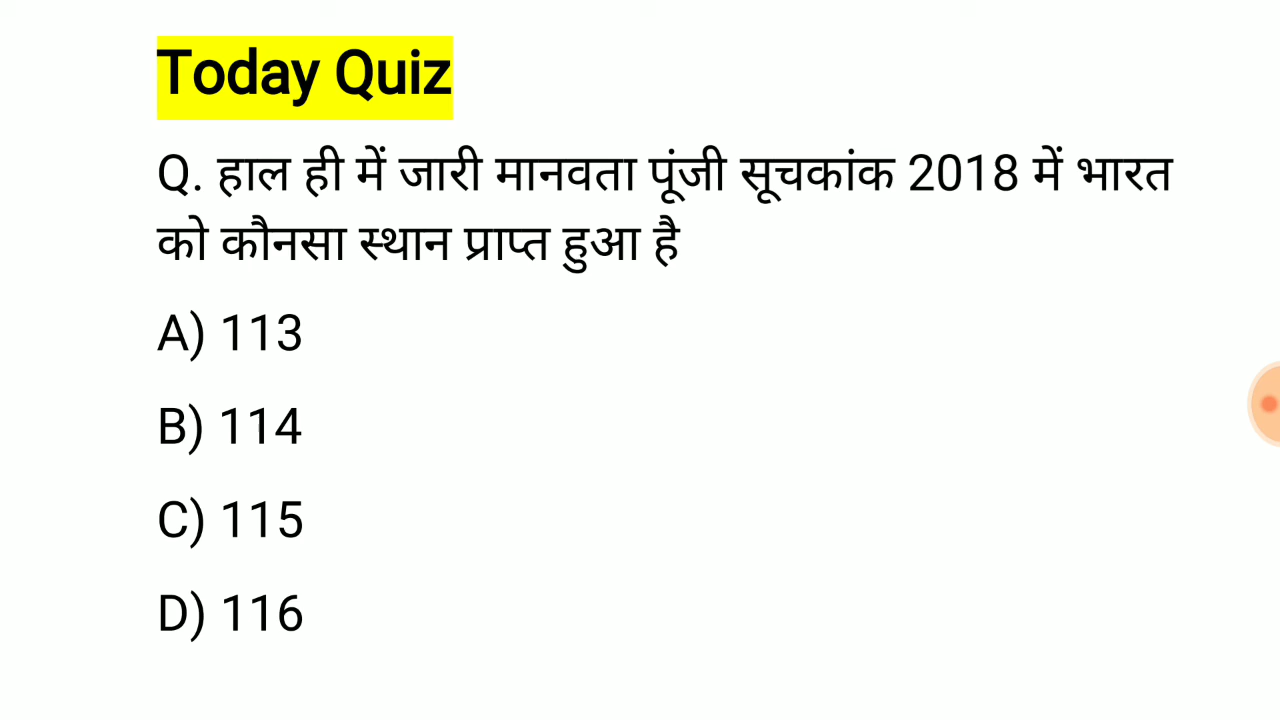 Today Quiz
Q. हाल ही में जारी मानवता पूंजी सूचकांक 2018 में भारत
को कौनसा स्थान प्राप्त हुआ है
A) 113
B) 114
C) 115
D) 116